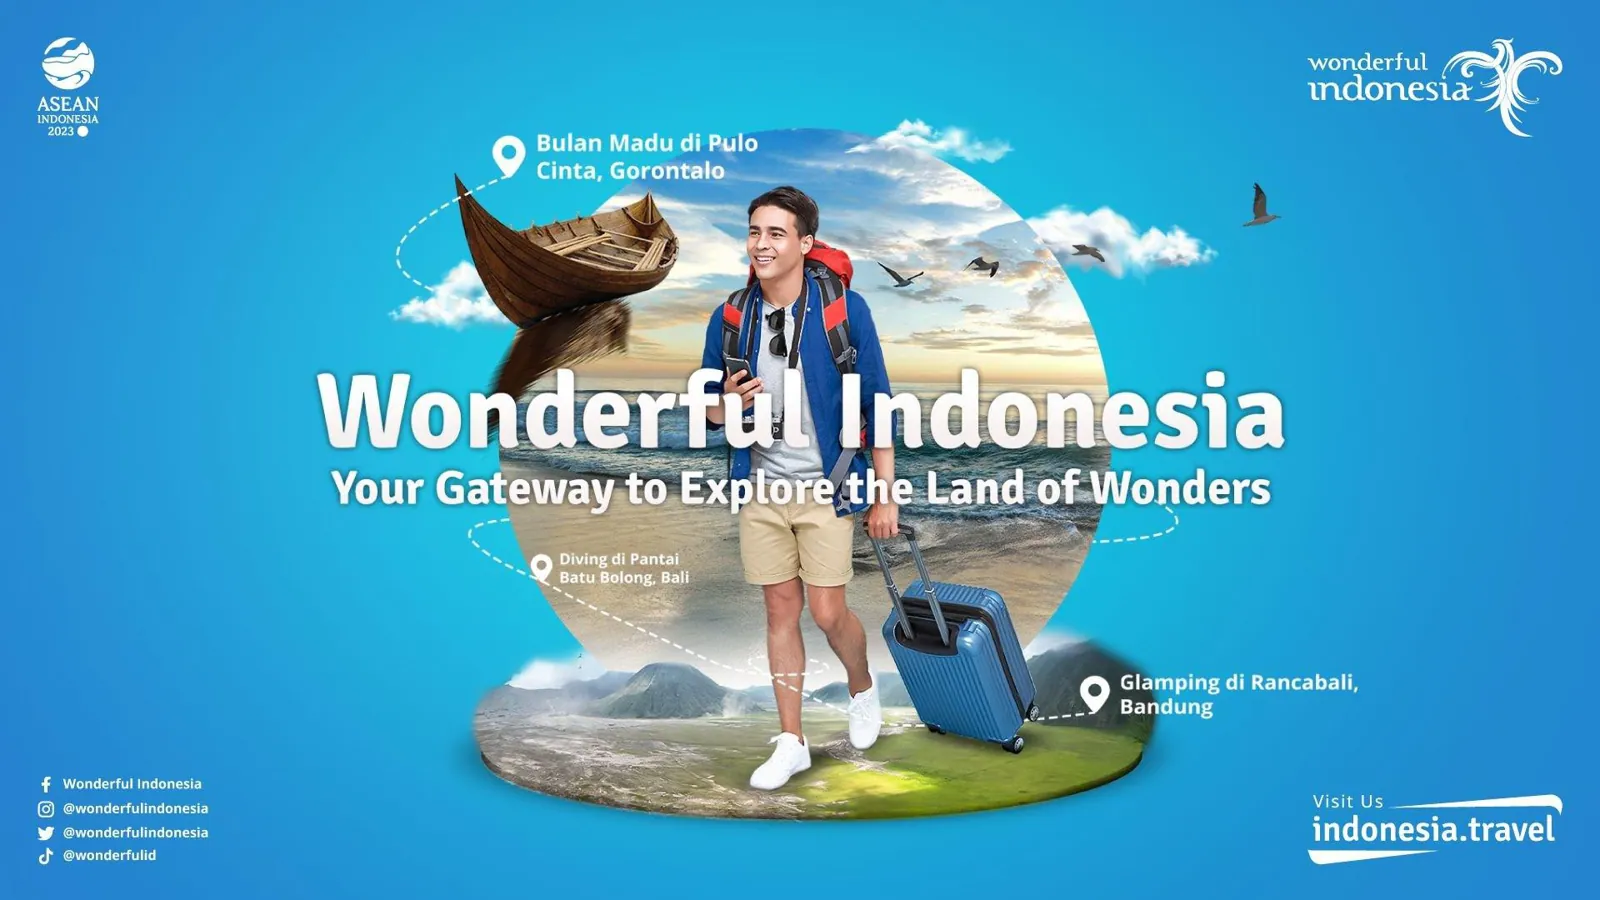 ASEAN
INDONESIA
2023
wonderful
indonesia
Bulan Madu di Pulo
Cinta, Gorontalo
Wonderful Indonesia
Your Gateway to Explore the Land of Wonders
Diving di Pantai
Batu Bolong, Bali
Glamping di Rancabali,
Bandung
Wonderful Indonesia
@wonderfulindonesia
@wonderfulindonesia
@wonderfulid
Visit Us
indonesia.travel